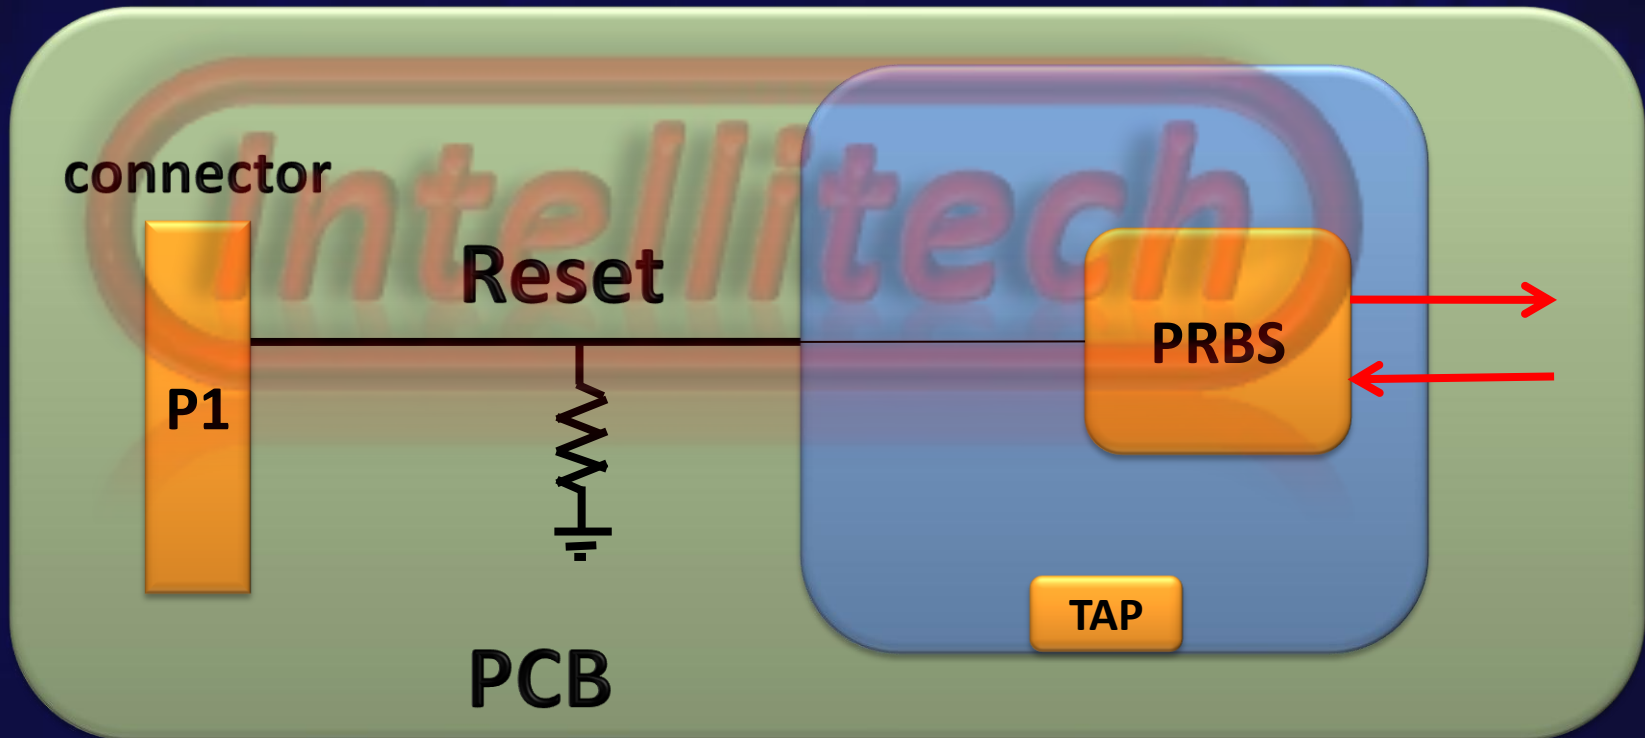 Intellitech
connector
Reset
PRBS
P1
TAP
PCB